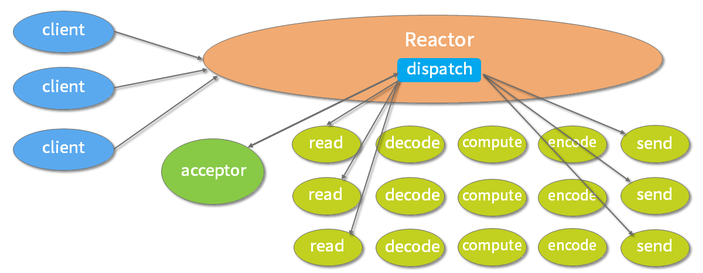 client
client
client
Reactor
dispatch
acceptor
read decode compute encode send
read decode compute encode send
read decode compute encode send